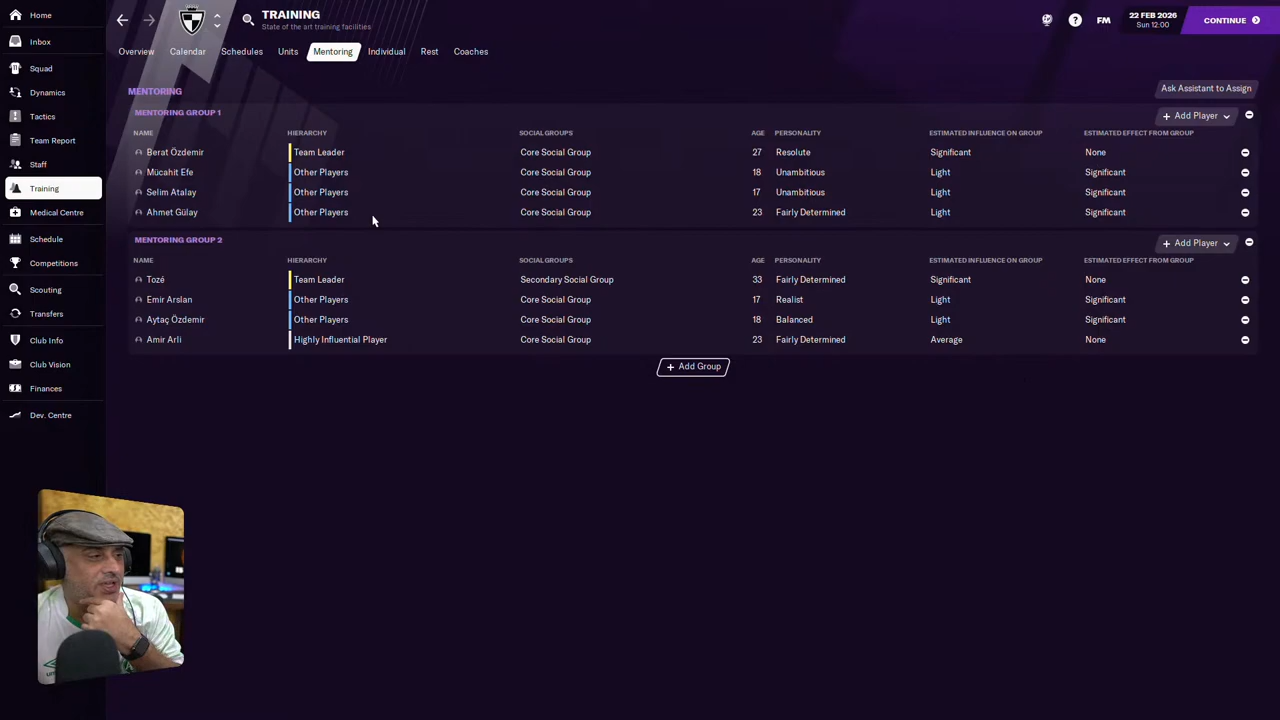 Home
Inbox
Squad
Dynamics
Tactics
Team Report
Staff
Training
Medical Centre
Schedule
Competitions
Scouting
Transfers
Club Info
Club Vision
Finances
Dev. Centre
TRAINING
State of the art training facilities
FM
22 FEB 2026
Sun 12:00
CONTINUE
Overview Calendar Schedules Units Mentoring Individual Rest Coaches
MENTORING
Ask Assistant to Assign
MENTORING GROUP 1
Add Player
NAME HIERARCHY SOCIAL GROUPS AGE PERSONALITY ESTIMATED INFLUENCE ON GROUP ESTIMATED EFFECT FROM GROUP
Berat Özdemir Team Leader Core Social Group 27 Resolute Significant None
Mücahit Efe Other Players Core Social Group 18 Unambitious Light Significant
Selim Atalay Other Players Core Social Group 17 Unambitious Light Significant
Ahmet Gülay Other Players Core Social Group 23 Fairly Determined Light Significant
MENTORING GROUP 2
Add Player
NAME HIERARCHY SOCIAL GROUPS AGE PERSONALITY ESTIMATED INFLUENCE ON GROUP ESTIMATED EFFECT FROM GROUP
Tozé Team Leader Secondary Social Group 33 Fairly Determined Significant None
Emir Arslan Other Players Core Social Group 17 Realist Light Significant
Aytaç Özdemir Other Players Core Social Group 18 Balanced Light Significant
Amir Arli Highly Influential Player Core Social Group 23 Fairly Determined Average None
Add Group